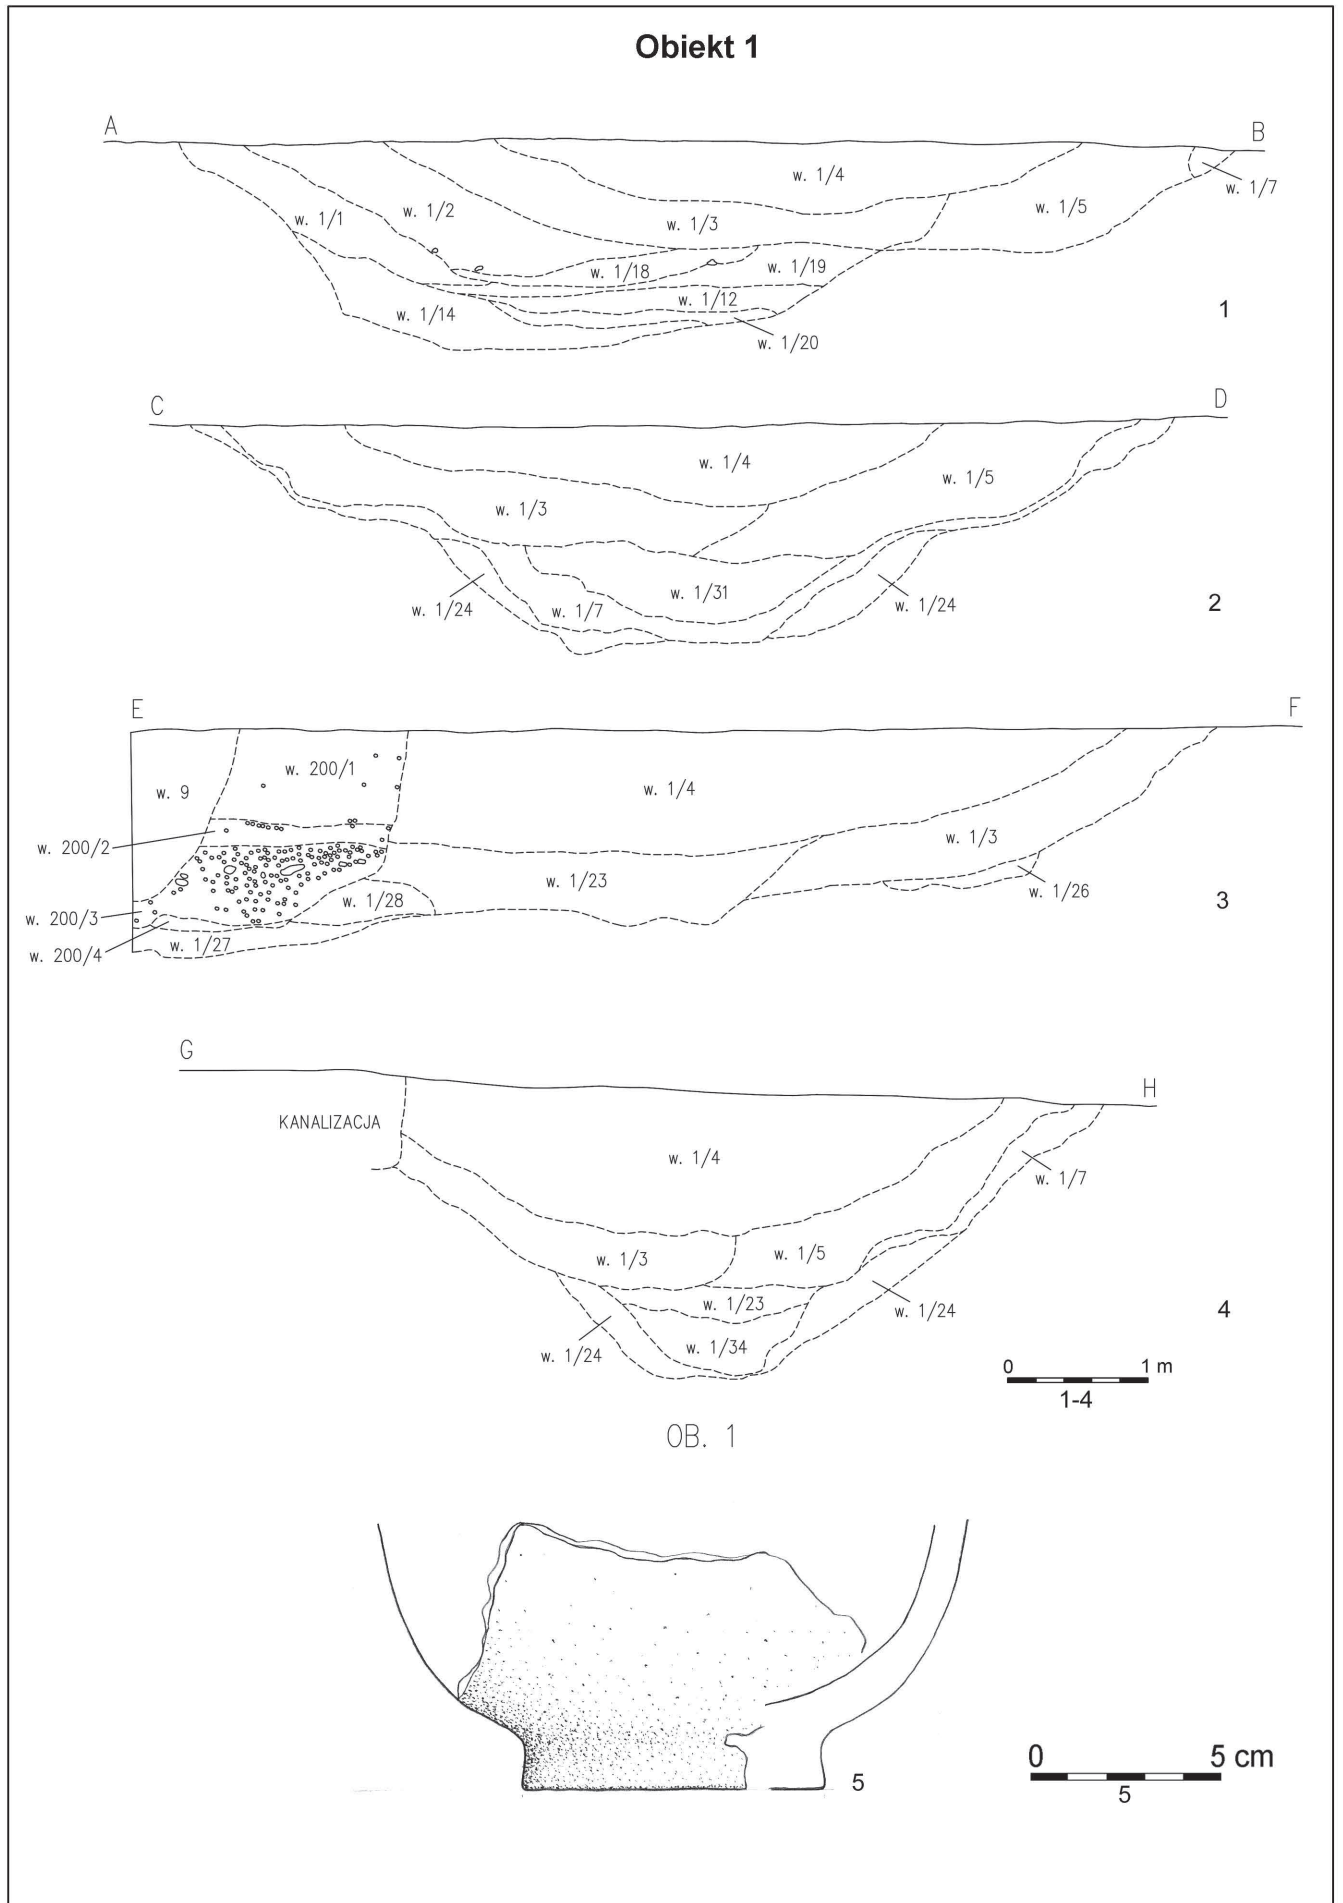 Obiekt 1
A
B
w. 1/4
w. 1/7
w. 1/1
w. 1/2
w. 1/3
w. 1/5
w. 1/18
w. 1/19
w. 1/12
w. 1/14
w. 1/20
1
C
D
w. 1/4
w. 1/5
w. 1/3
w. 1/24
w. 1/7
w. 1/31
w. 1/24
2
E
F
w. 9
w. 200/1
w. 1/4
w. 200/2
w. 1/3
w. 1/23
w. 1/26
w. 1/28
w. 200/3
w. 200/4
w. 1/27
3
G
H
KANALIZACJA
w. 1/4
w. 1/7
w. 1/3
w. 1/5
w. 1/23
w. 1/24
w. 1/24
w. 1/34
4
0 1 m
1-4
OB. 1
5
0 5 cm
5